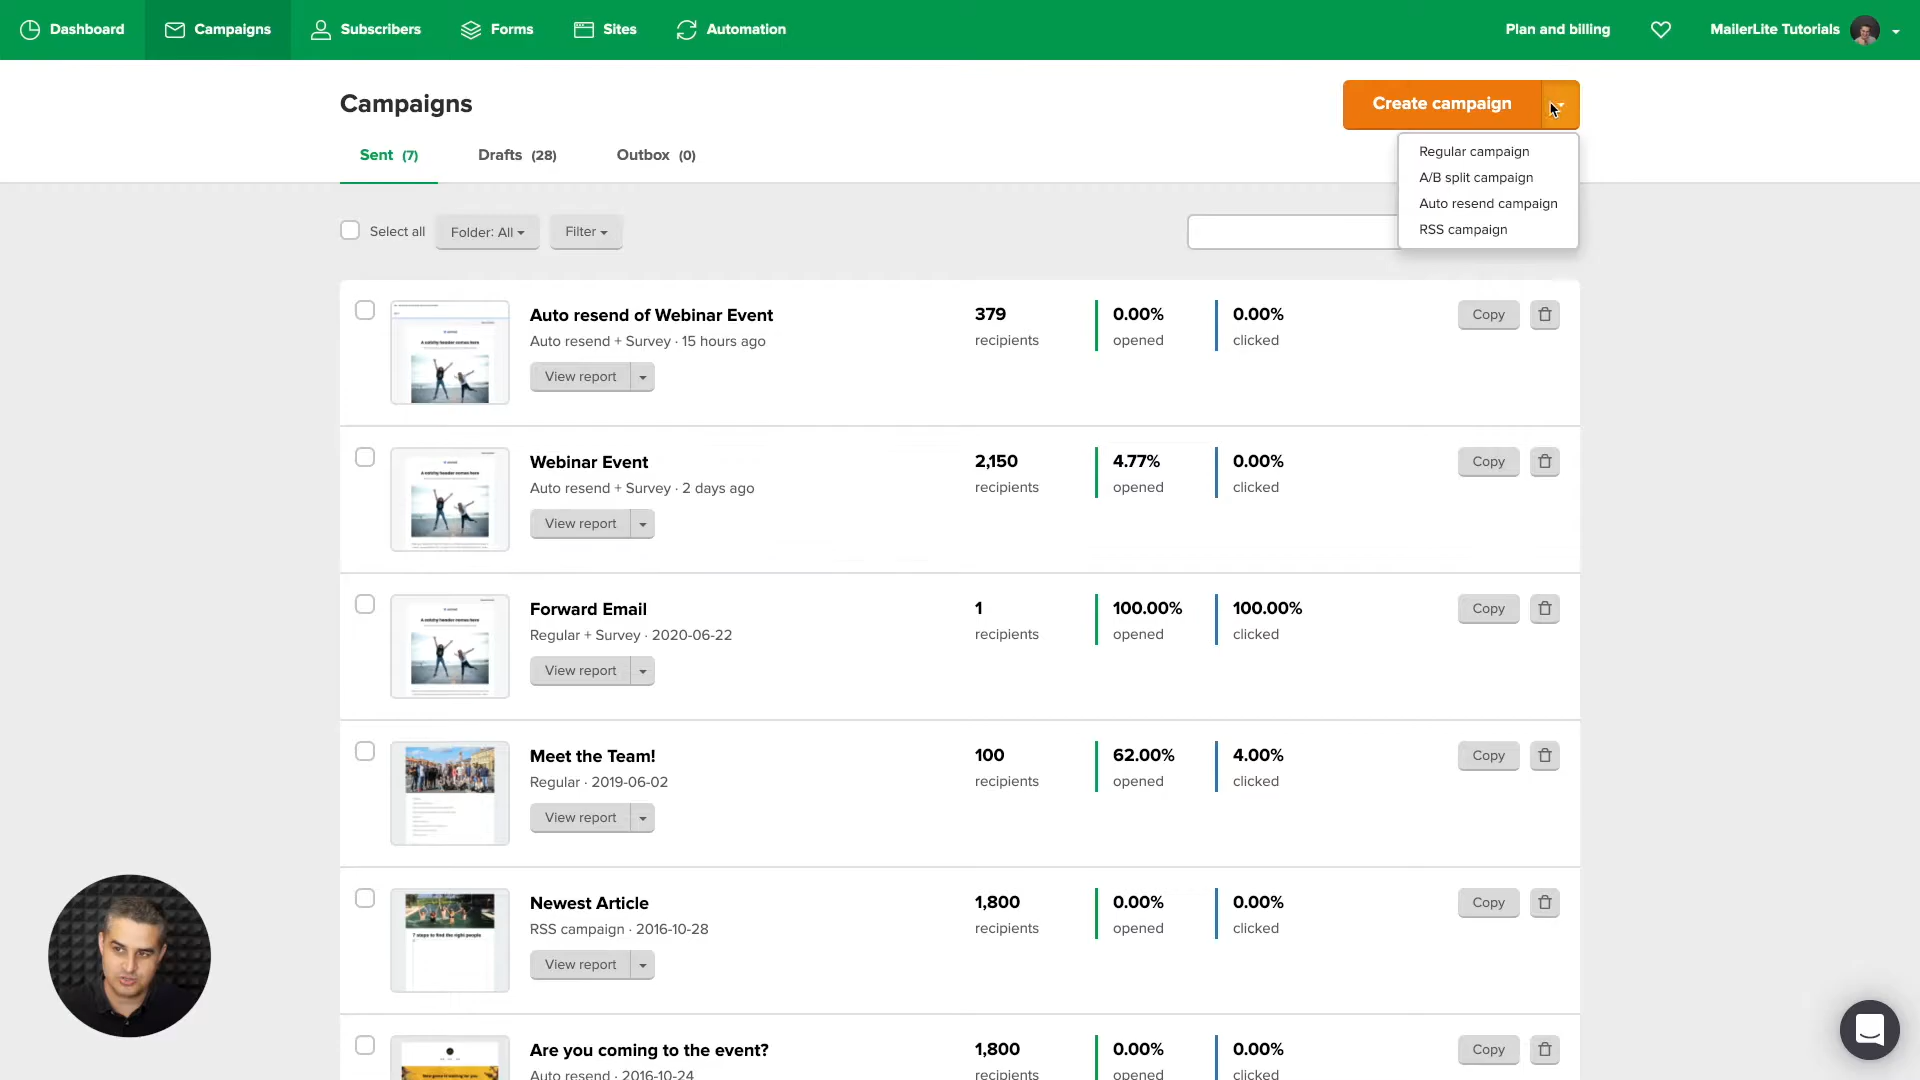 Dashboard
Campaigns
Subscribers
Forms
Sites
Automation
Plan and billing
MailerLite Tutorials
Campaigns
Create campaign
Sent (7)
Drafts (28)
Outbox (0)
Regular campaign
A/B split campaign
Auto resend campaign
RSS campaign
Select all
Folder: All
Filter
Auto resend of Webinar Event
Auto resend + Survey · 15 hours ago
View report
379
recipients
0.00%
opened
0.00%
clicked
Copy
Webinar Event
Auto resend + Survey · 2 days ago
View report
2,150
recipients
4.77%
opened
0.00%
clicked
Copy
Forward Email
Regular + Survey · 2020-06-22
View report
1
recipients
100.00%
opened
100.00%
clicked
Copy
Meet the Team!
Regular · 2019-06-02
View report
100
recipients
62.00%
opened
4.00%
clicked
Copy
7 steps to find the right people
Newest Article
RSS campaign · 2016-10-28
View report
1,800
recipients
0.00%
opened
0.00%
clicked
Copy
Are you coming to the event?
Auto resend · 2016-10-24
1,800
recipients
0.00%
opened
0.00%
clicked
Copy